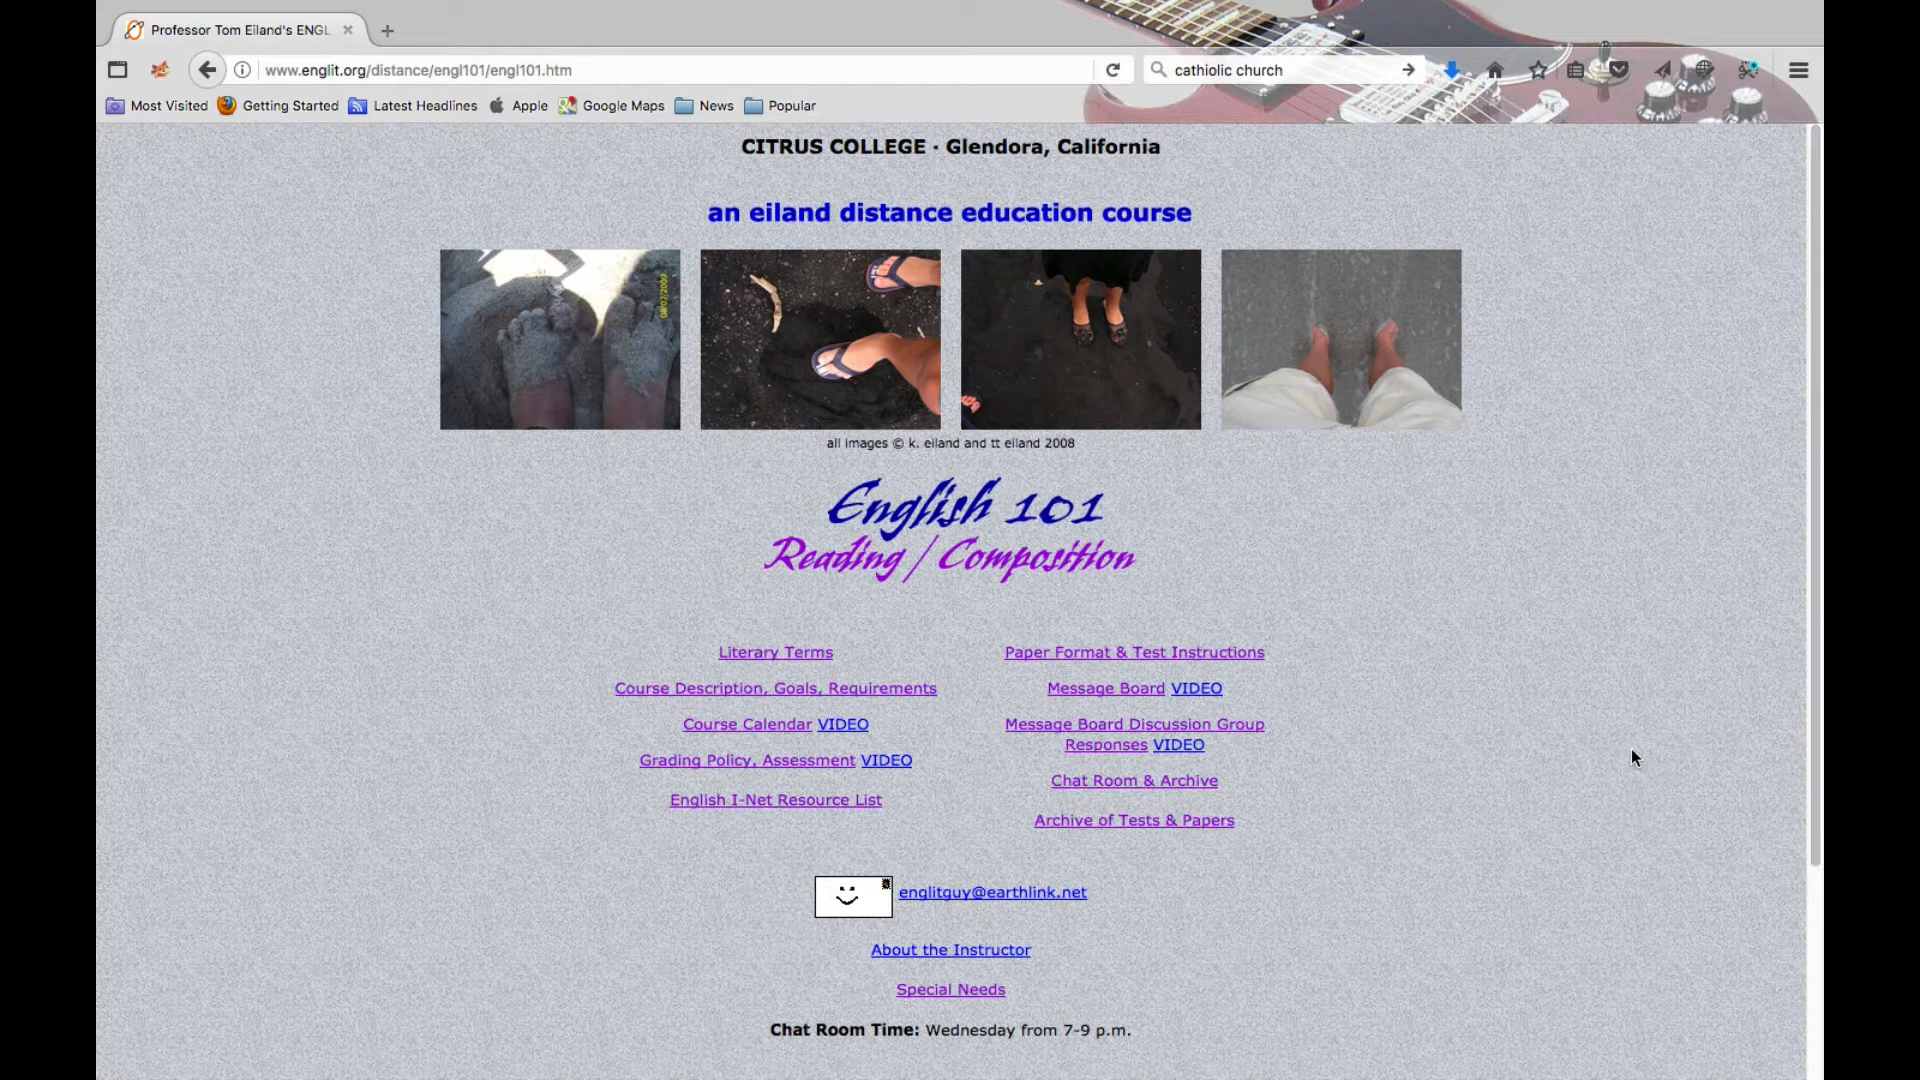 Professor Tom Eiland's ENGL
www.englit.org/distance/engl101/engl101.htm
cathiolic church
Most Visited Getting Started Latest Headlines Apple Google Maps News Popular
CITRUS COLLEGE · Glendora, California
an eiland distance education course
08/07/2009
all images © k. eiland and tt eiland 2008
English 101
Reading / Composition
Literary Terms
Course Description, Goals, Requirements
Course Calendar VIDEO
Grading Policy, Assessment VIDEO
English I-Net Resource List
Paper Format & Test Instructions
Message Board VIDEO
Message Board Discussion Group
Responses VIDEO
Chat Room & Archive
Archive of Tests & Papers
englitguy@earthlink.net
About the Instructor
Special Needs
Chat Room Time: Wednesday from 7-9 p.m.